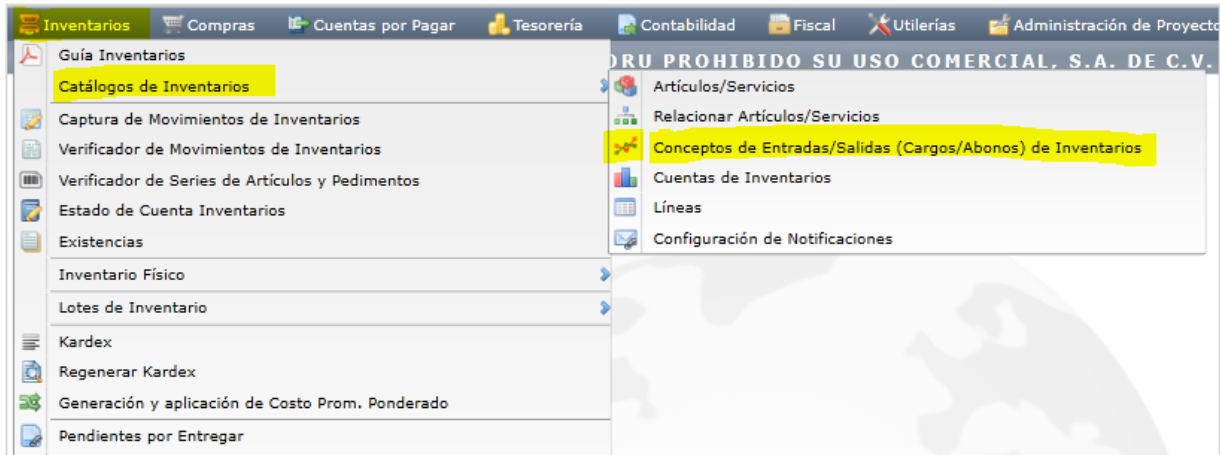 Inventarios Compras Cuentas por Pagar Tesorería Contabilidad Fiscal Utilerías Administración de Proyecto
PROHIBIDO SU USO COMERCIAL, S.A. DE C.V.
Guía Inventarios
Catálogos de Inventarios
Captura de Movimientos de Inventarios
Verificador de Movimientos de Inventarios
Verificador de Series de Artículos y Pedimentos
Estado de Cuenta Inventarios
Existencias
Inventario Físico
Lotes de Inventario
Kardex
Regenerar Kardex
Generación y aplicación de Costo Prom. Ponderado
Pendientes por Entregar
Artículos/Servicios
Relacionar Artículos/Servicios
Conceptos de Entradas/Salidas (Cargos/Abonos) de Inventarios
Cuentas de Inventarios
Líneas
Configuración de Notificaciones